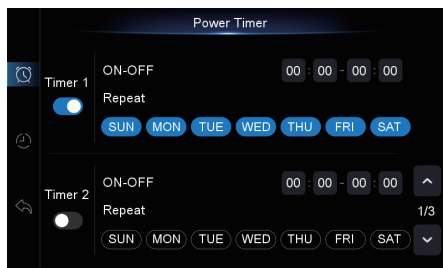 Power Timer
Timer 1
ON-OFF 00 : 00 - 00 : 00
Repeat
SUN MON TUE WED THU FRI SAT
Timer 2
ON-OFF 00 : 00 - 00 : 00
Repeat
1/3
SUN MON TUE WED THU FRI SAT